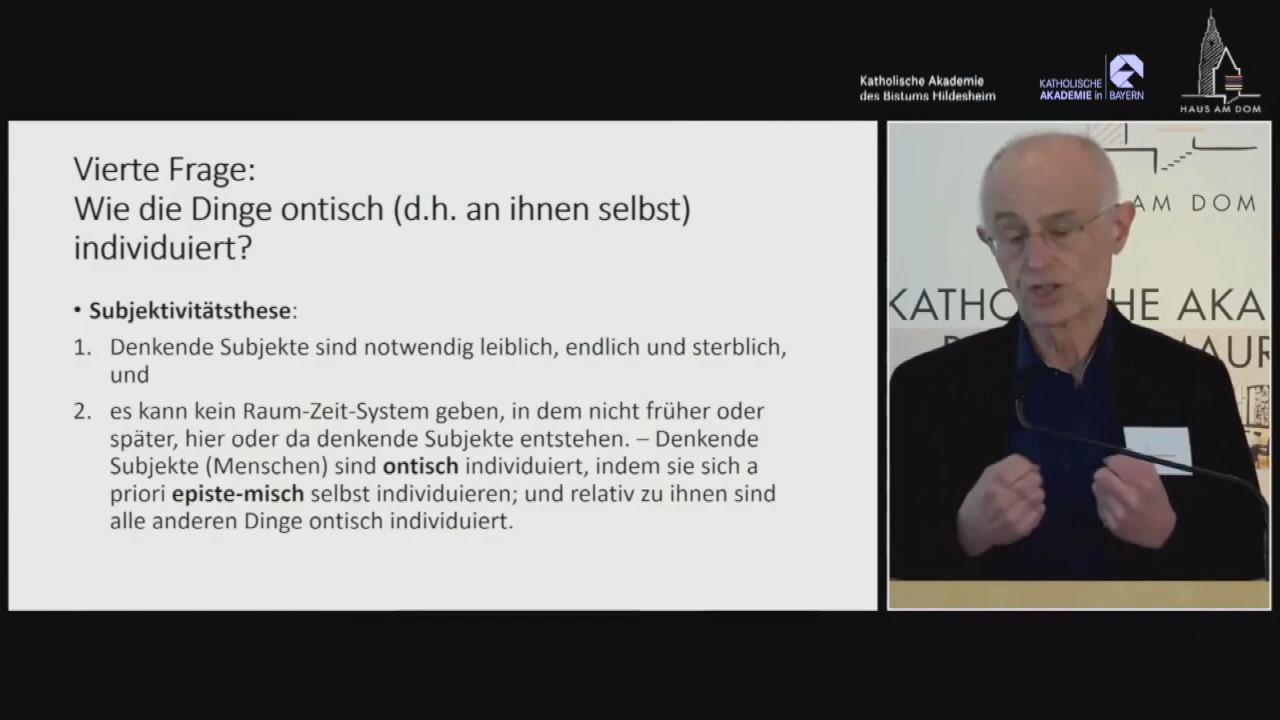 Katholische Akademie
des Bistums Hildesheim
KATHOLISCHE
AKADEMIE in BAYERN
HAUS AM DOM
Vierte Frage:
Wie die Dinge ontisch (d.h. an ihnen selbst)
individuiert?
• Subjektivitätsthese:
1. Denkende Subjekte sind notwendig leiblich, endlich und sterblich,
und
2. es kann kein Raum-Zeit-System geben, in dem nicht früher oder
später, hier oder da denkende Subjekte entstehen. – Denkende
Subjekte (Menschen) sind ontisch individuiert, indem sie sich a
priori episte-misch selbst individuieren; und relativ zu ihnen sind
alle anderen Dinge ontisch individuiert.
AM DOM
KATHO
HE AKA
MAUR